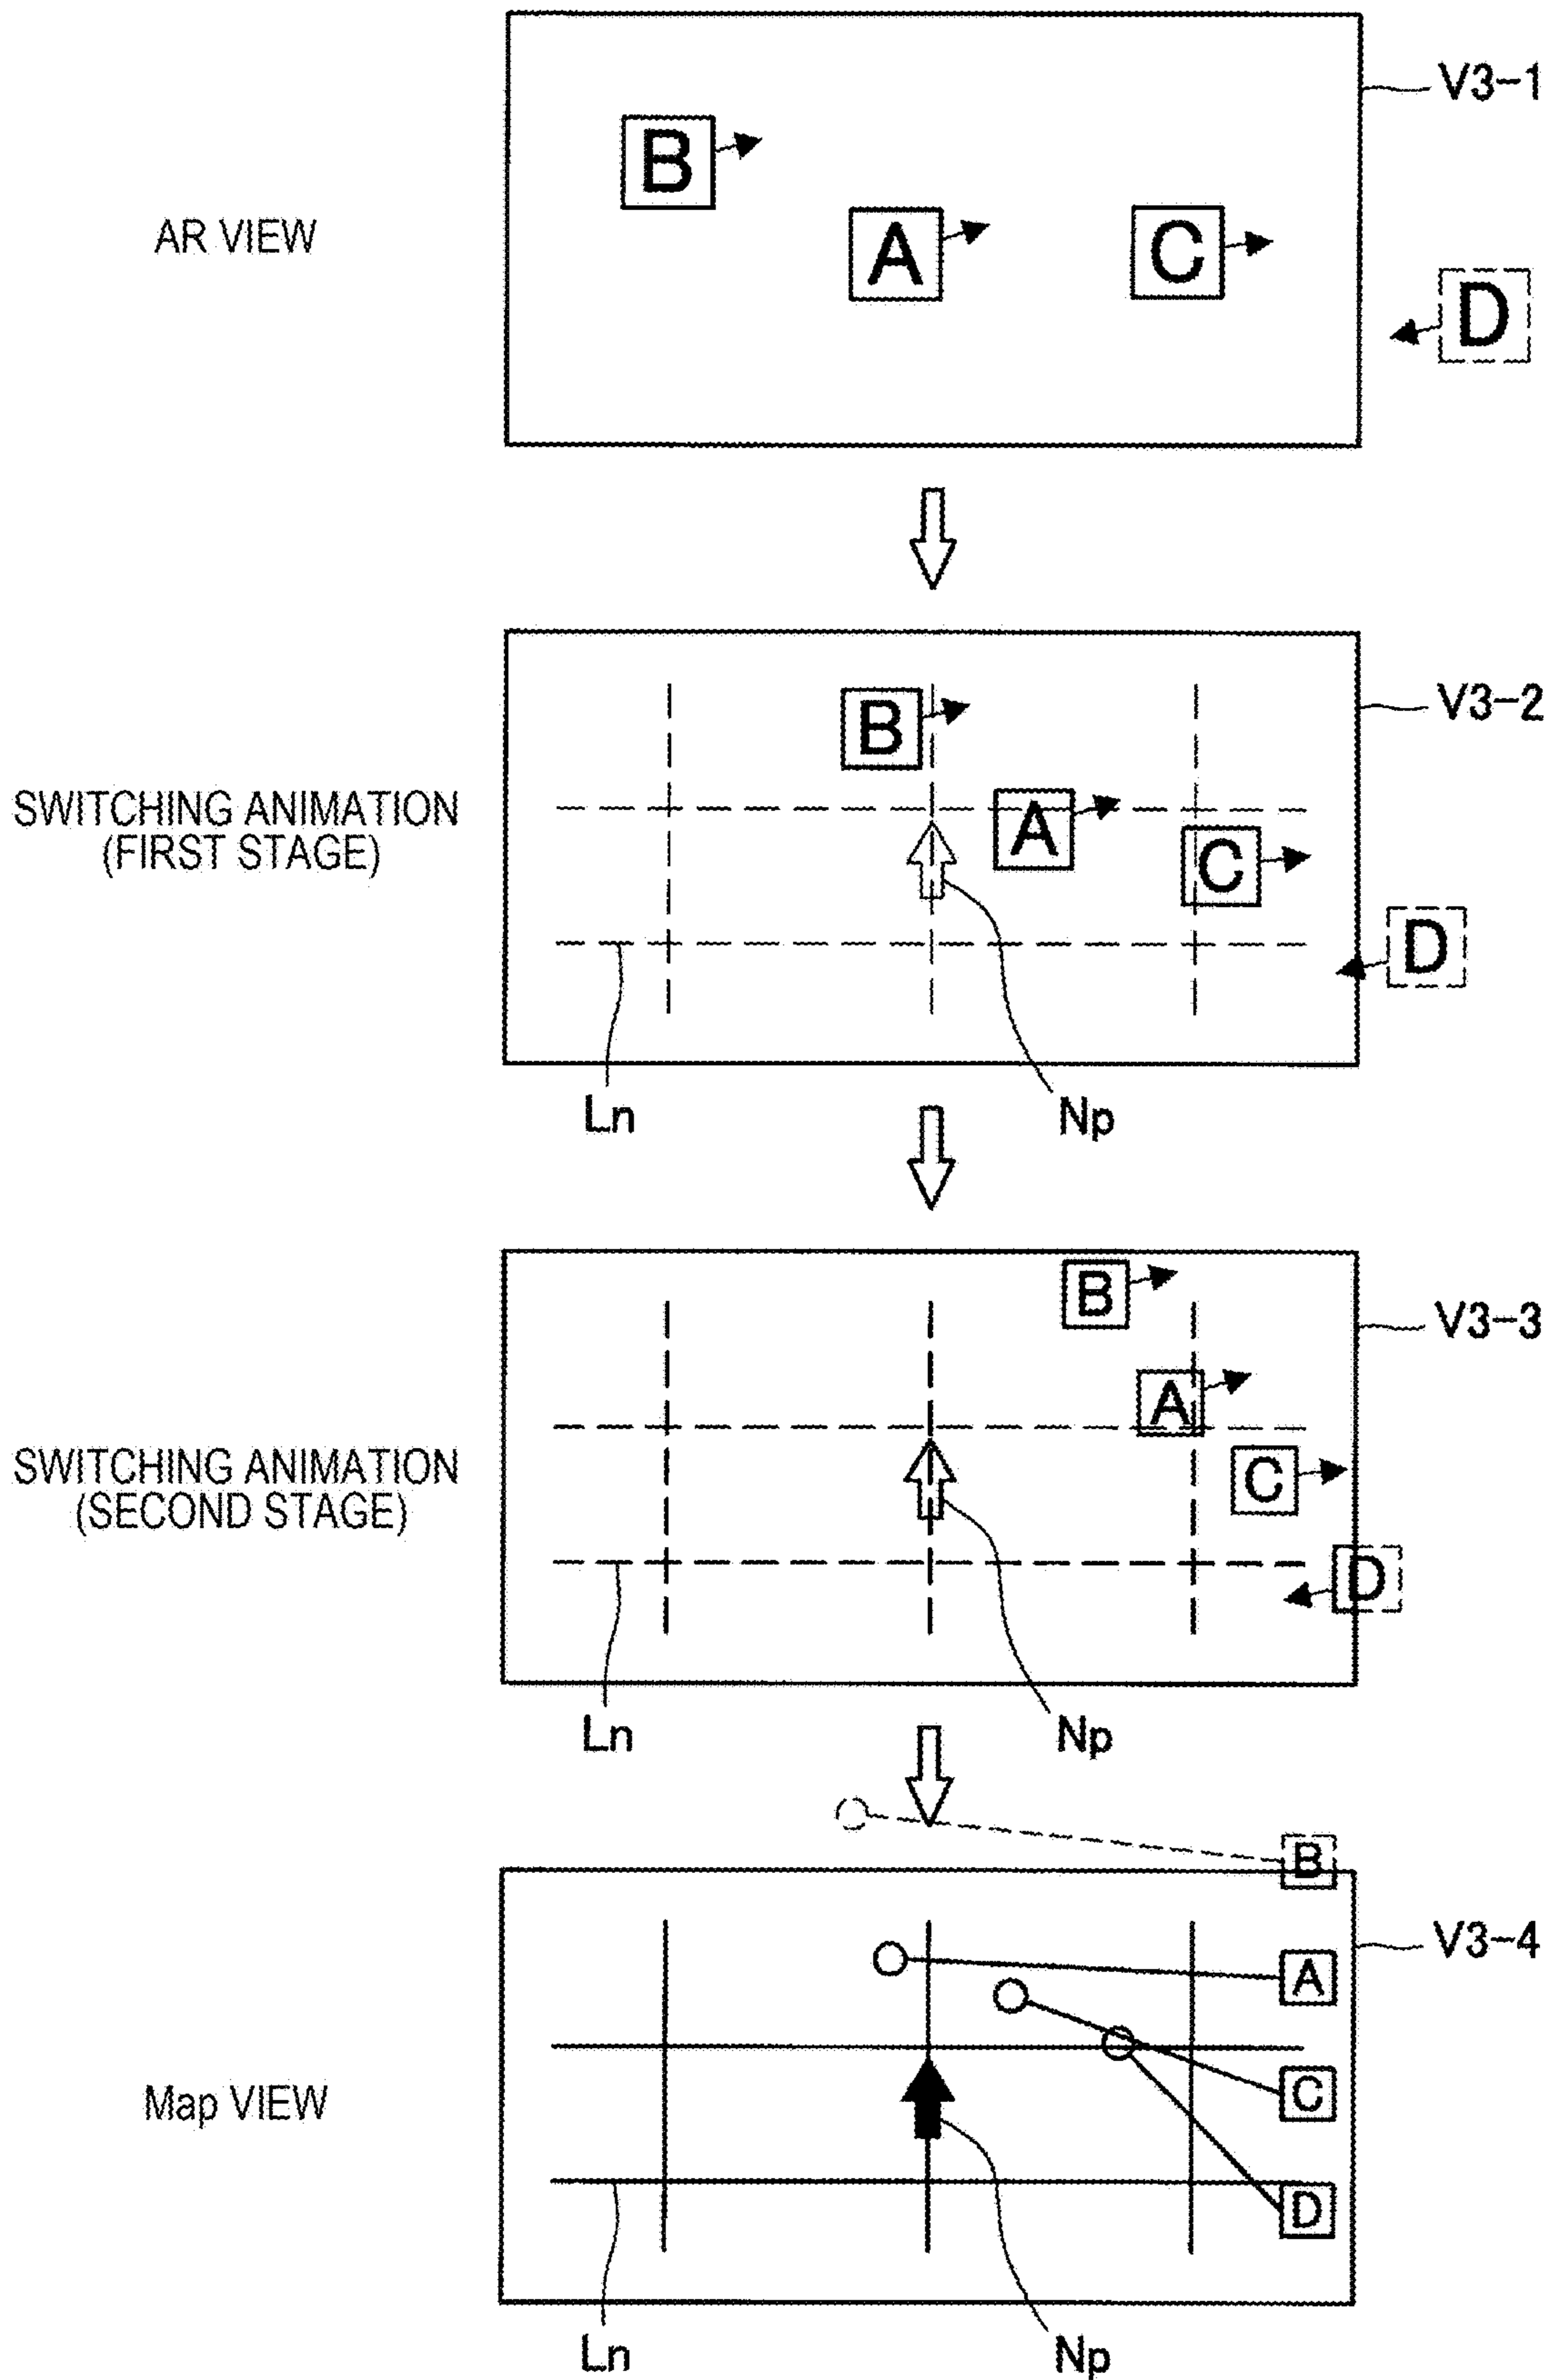 V3-1
B
A
C
AR VIEW
D
V3-2
B
SWITCHING ANIMATION
(FIRST STAGE)
A
C
D
Ln
Np
B
V3-3
A
SWITCHING ANIMATION
(SECOND STAGE)
C
D
Ln
Np
B
V3-4
A
Map VIEW
C
D
Ln
Np